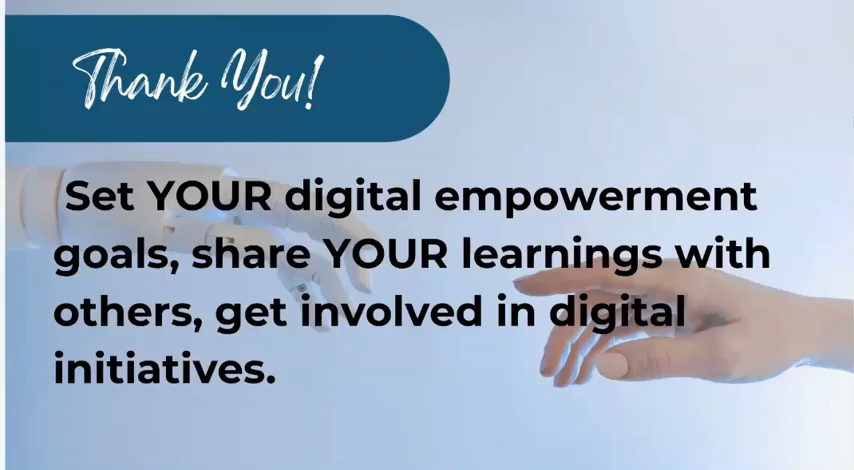 Thank You!
Set YOUR digital empowerment
goals, share YOUR learnings with
others, get involved in digital
initiatives.